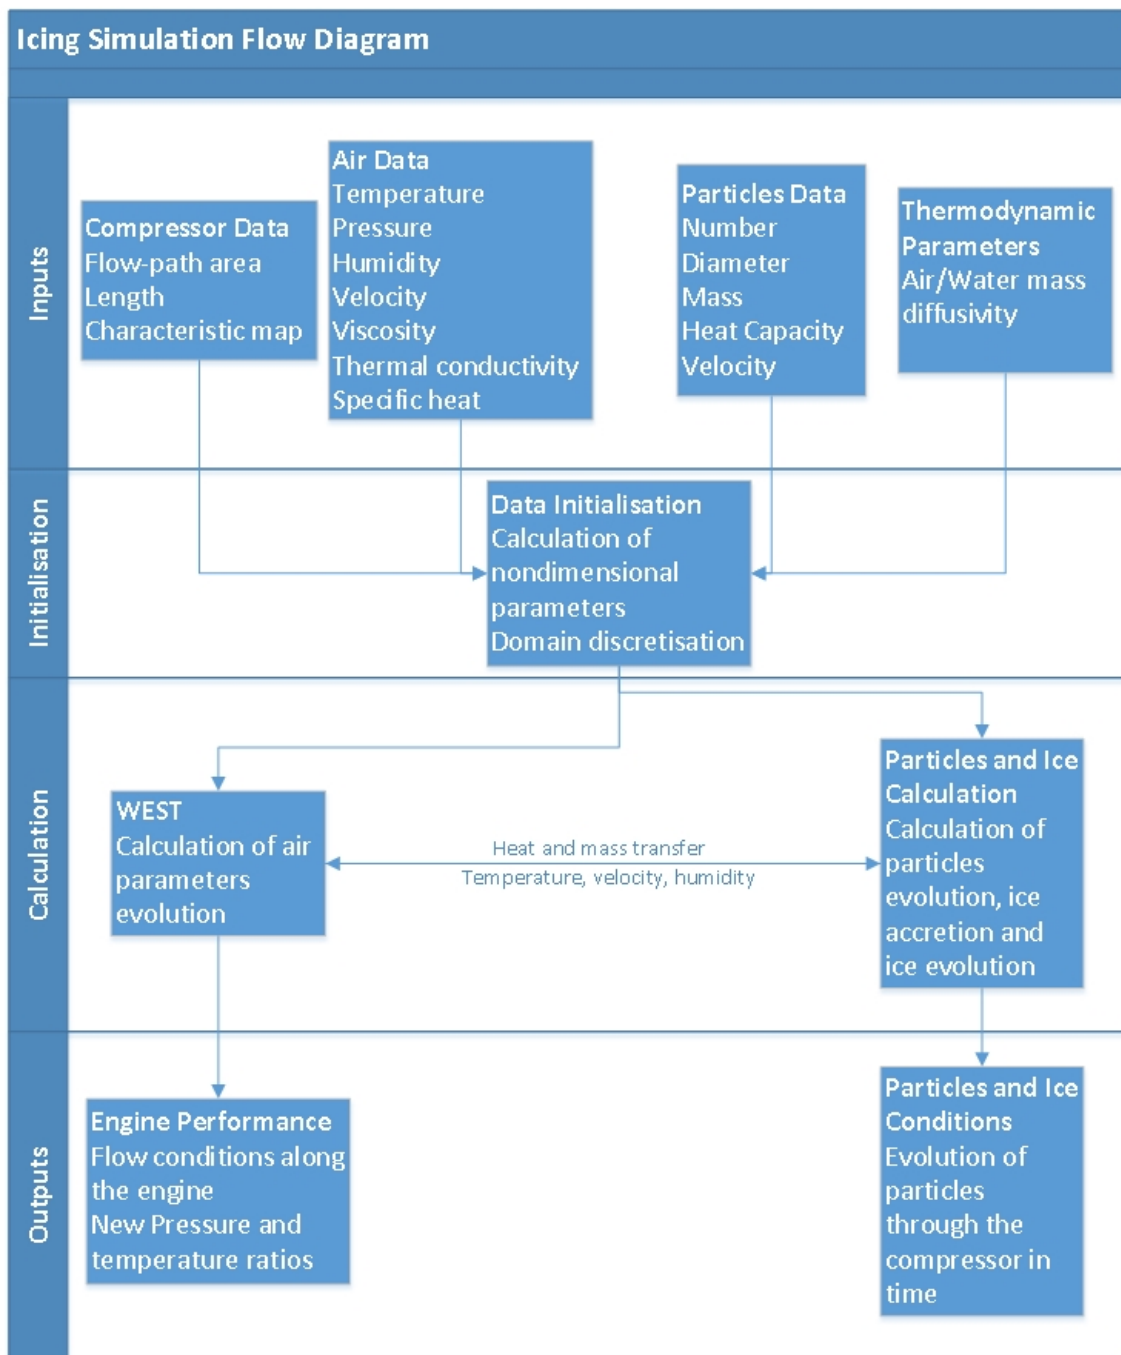 Icing Simulation Flow Diagram
Inputs
Compressor Data
Flow-path area
Length
Characteristic map
Air Data
Temperature
Pressure
Humidity
Velocity
Viscosity
Thermal conductivity
Specific heat
Particles Data
Number
Diameter
Mass
Heat Capacity
Velocity
Thermodynamic
Parameters
Air/Water mass
diffusivity
Initialisation
Data Initialisation
Calculation of
nondimensional
parameters
Domain discretisation
Calculation
WEST
Calculation of air
parameters
evolution
Heat and mass transfer
Temperature, velocity, humidity
Particles and Ice
Calculation
Calculation of
particles
evolution, ice
accretion and
ice evolution
Outputs
Engine Performance
Flow conditions along
the engine
New Pressure and
temperature ratios
Particles and Ice
Conditions
Evolution of
particles
through the
compressor in
time